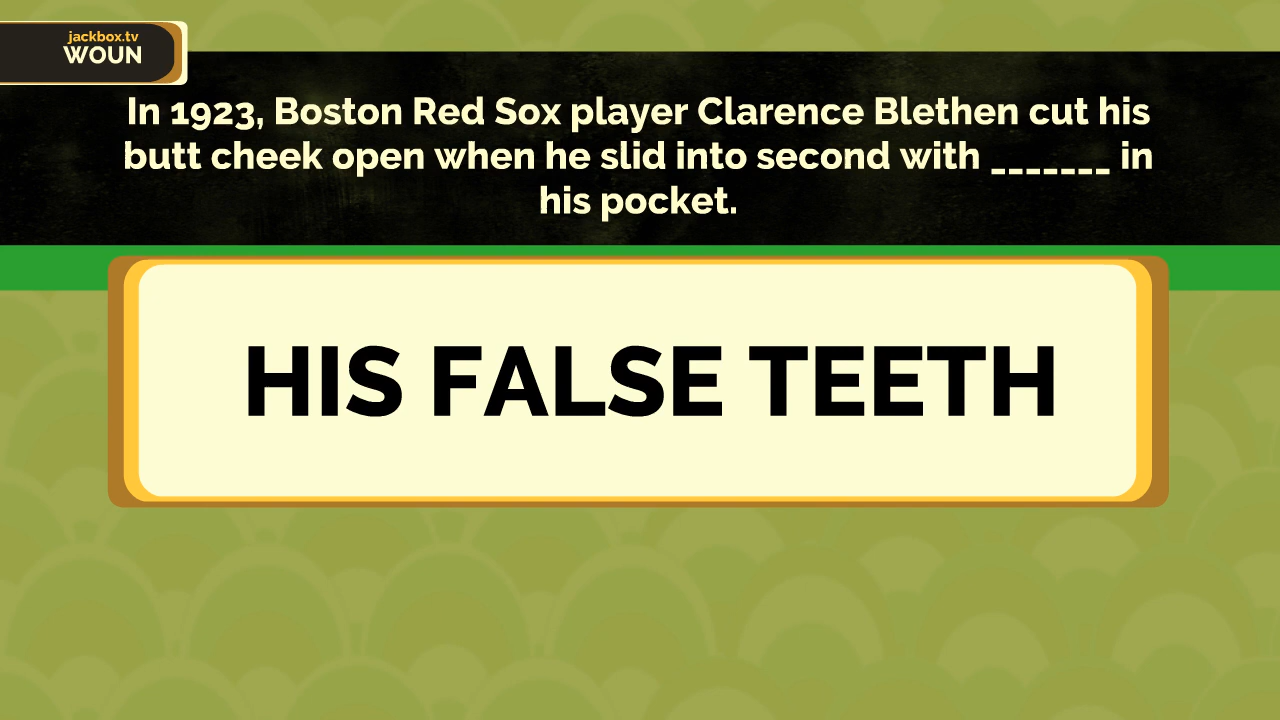 jackbox.tv
WOUN
In 1923, Boston Red Sox player Clarence Blethen cut his
butt cheek open when he slid into second with _______ in
his pocket.
HIS FALSE TEETH